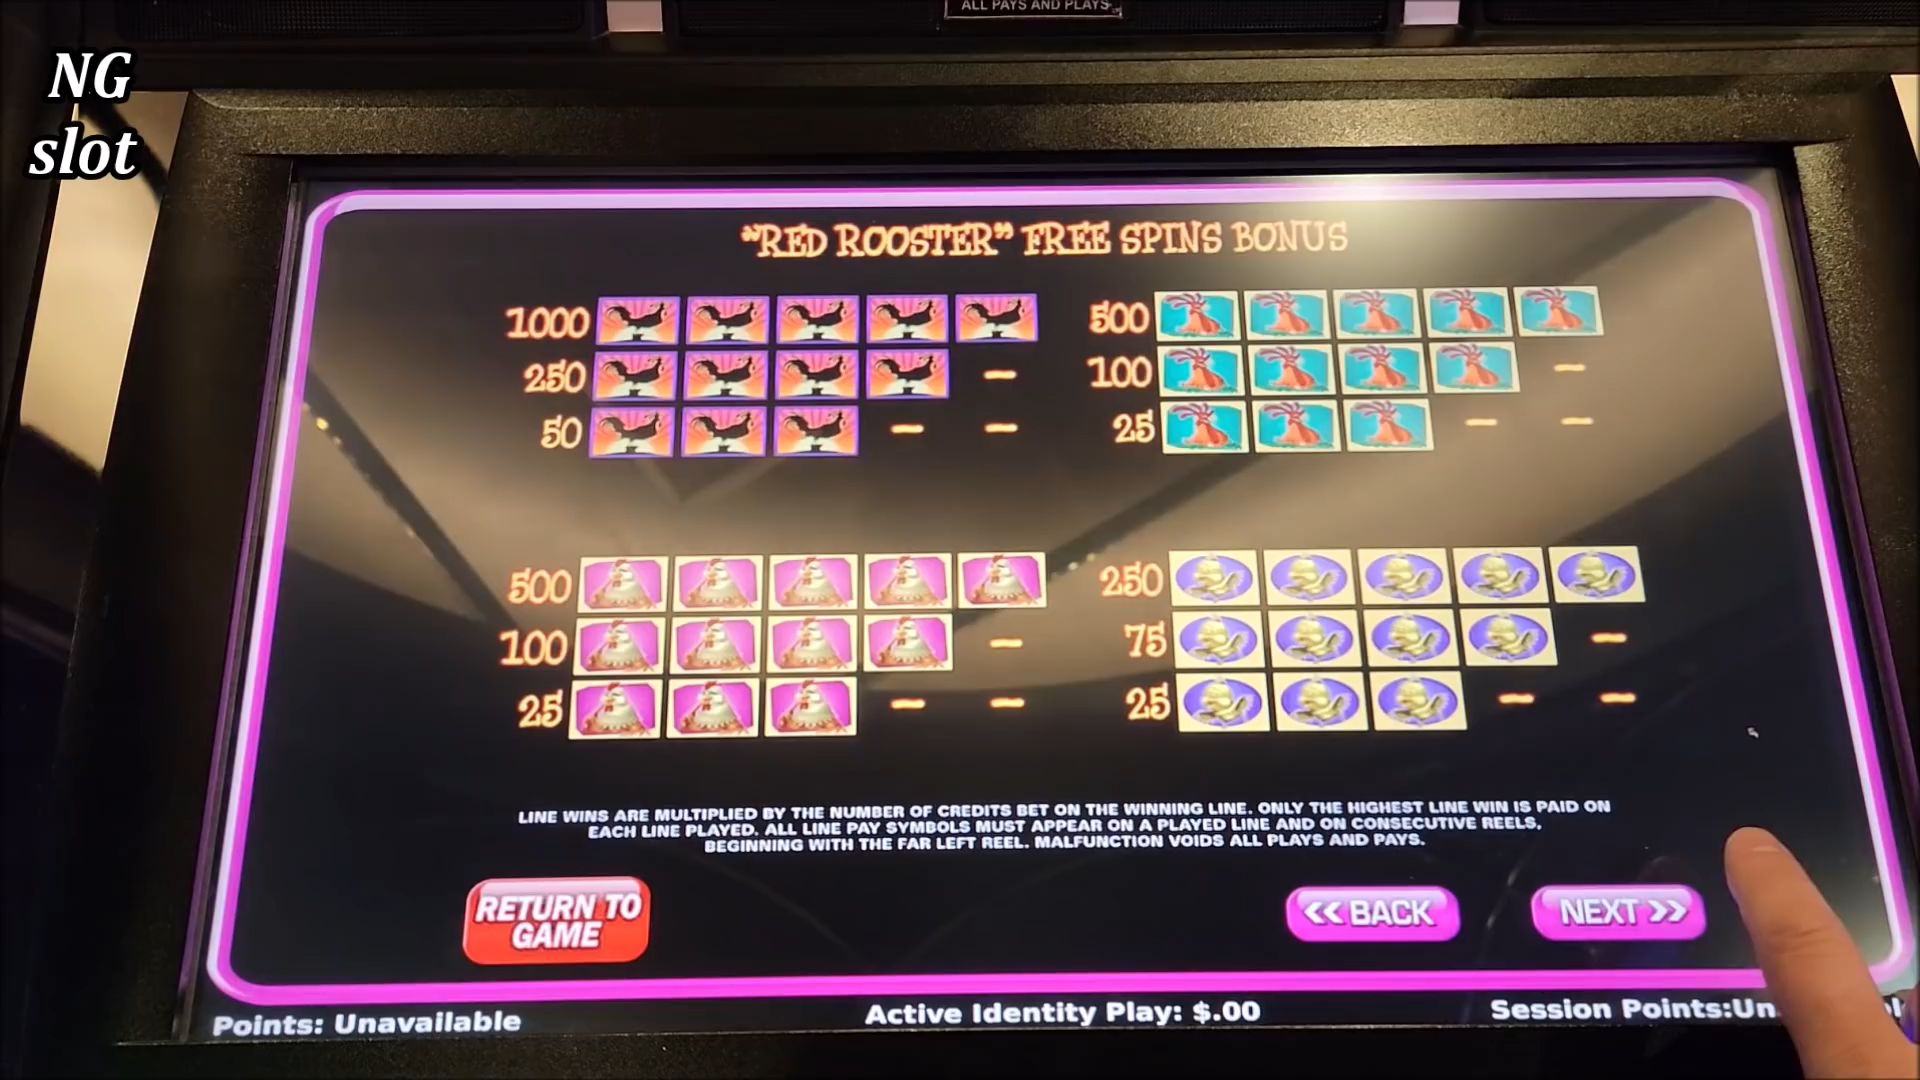 ALL PAYS AND PLAYS
NG
slot
"RED ROOSTER" FREE SPINS BONUS
1000
250
50
500
100
25
500
100
25
250
75
25
LINE WINS ARE MULTIPLIED BY THE NUMBER OF CREDITS BET ON THE WINNING LINE. ONLY THE HIGHEST LINE WIN IS PAID ON
EACH LINE PLAYED. ALL LINE PAY SYMBOLS MUST APPEAR ON A PLAYED LINE AND ON CONSECUTIVE REELS,
BEGINNING WITH THE FAR LEFT REEL. MALFUNCTION VOIDS ALL PLAYS AND PAYS.
RETURN TO
GAME
<< BACK
NEXT >>
Points: Unavailable
Active Identity Play: $.00
Session Points: